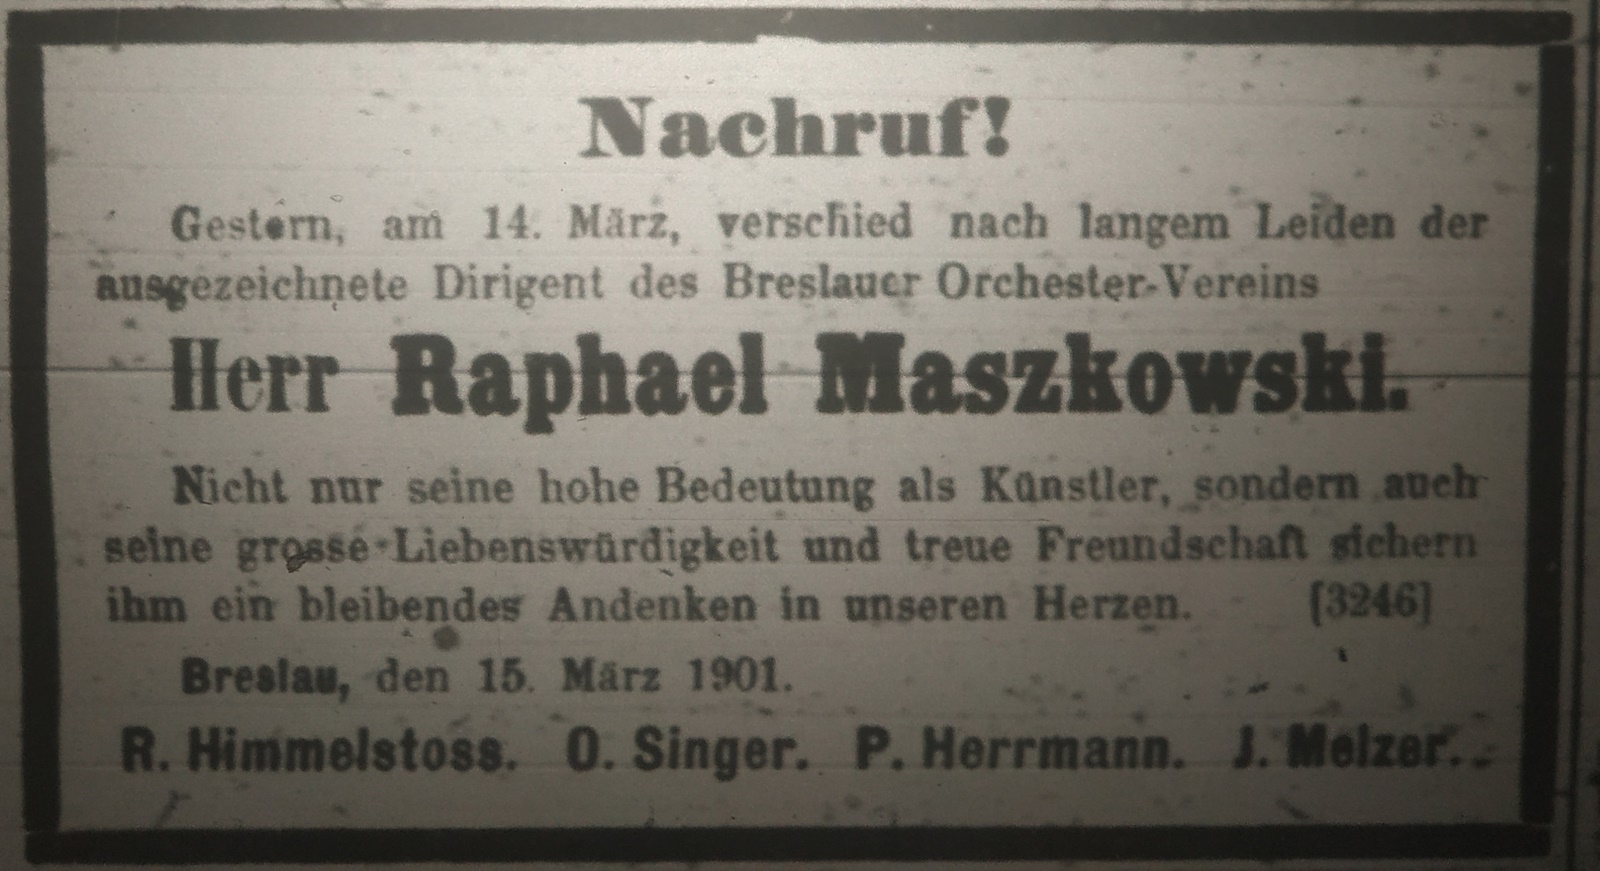 Nachruf!
Gestern, am 14. März, verschied nach langem Leiden der
ausgezeichnete Dirigent des Breslauer Orchester-Vereins
Herr Raphael Maszkowski.
Nicht nur seine hohe Bedeutung als Künstler, sondern auch
seine grosse Liebenswürdigkeit und treue Freundschaft sichern
ihm ein bleibendes Andenken in unseren Herzen. [3246]
Breslau, den 15. März 1901.
R. Himmelstoss. O. Singer. P. Herrmann. J. Melzer.